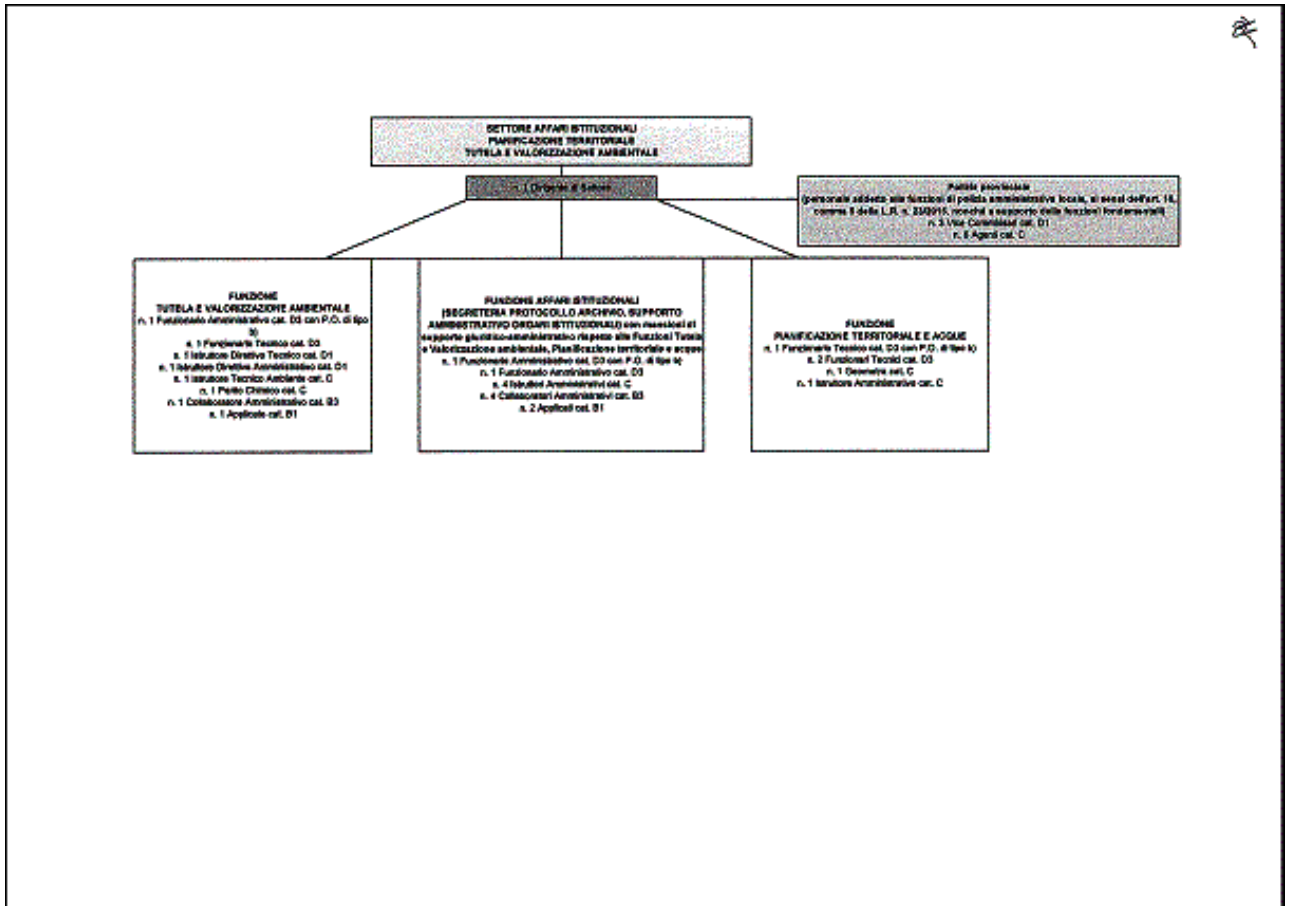 SETTORE AFFARI ISTITUZIONALI
PIANIFICAZIONE TERRITORIALE
TUTELA E VALORIZZAZIONE AMBIENTALE
n. 1 Dirigente di Settore
Polizia provinciale
(personale addetto alle funzioni di polizia amministrativa locale, ai sensi dell'art. 10,
comma 5 della L.R. n. 23/2015, nonché a supporto delle funzioni fondamentali)
n. 3 Vice Commissari cat. D1
n. 8 Agenti cat. C
FUNZIONE
TUTELA E VALORIZZAZIONE AMBIENTALE
n. 1 Funzionario Amministrativo cat. D3 con P.O. di tipo
b)
n. 1 Funzionario Tecnico cat. D3
n. 1 Istruttore Direttivo Tecnico cat. D1
n. 1 Istruttore Direttivo Amministrativo cat. D1
n. 1 Istruttore Tecnico Ambiente cat. C
n. 1 Perito Chimico cat. C
n. 1 Collaboratore Amministrativo cat. B3
n. 1 Applicato cat. B1
FUNZIONE AFFARI ISTITUZIONALI
(SEGRETERIA PROTOCOLLO ARCHIVIO, SUPPORTO
AMMINISTRATIVO ORGANI ISTITUZIONALI) con mansioni di
supporto giuridico-amministrativo rispetto alle Funzioni Tutela
e Valorizzazione ambientale, Pianificazione territoriale e acque
n. 1 Funzionario Amministrativo cat. D3 con P.O. di tipo b)
n. 1 Funzionario Amministrativo cat. D3
n. 4 Istruttori Amministrativi cat. C
n. 4 Collaboratori Amministrativi cat. B3
n. 2 Applicati cat. B1
FUNZIONE
PIANIFICAZIONE TERRITORIALE E ACQUE
n. 1 Funzionario Tecnico cat. D3 con P.O. di tipo b)
n. 2 Funzionari Tecnici cat. D3
n. 1 Geometra cat. C
n. 1 Istruttore Amministrativo cat. C